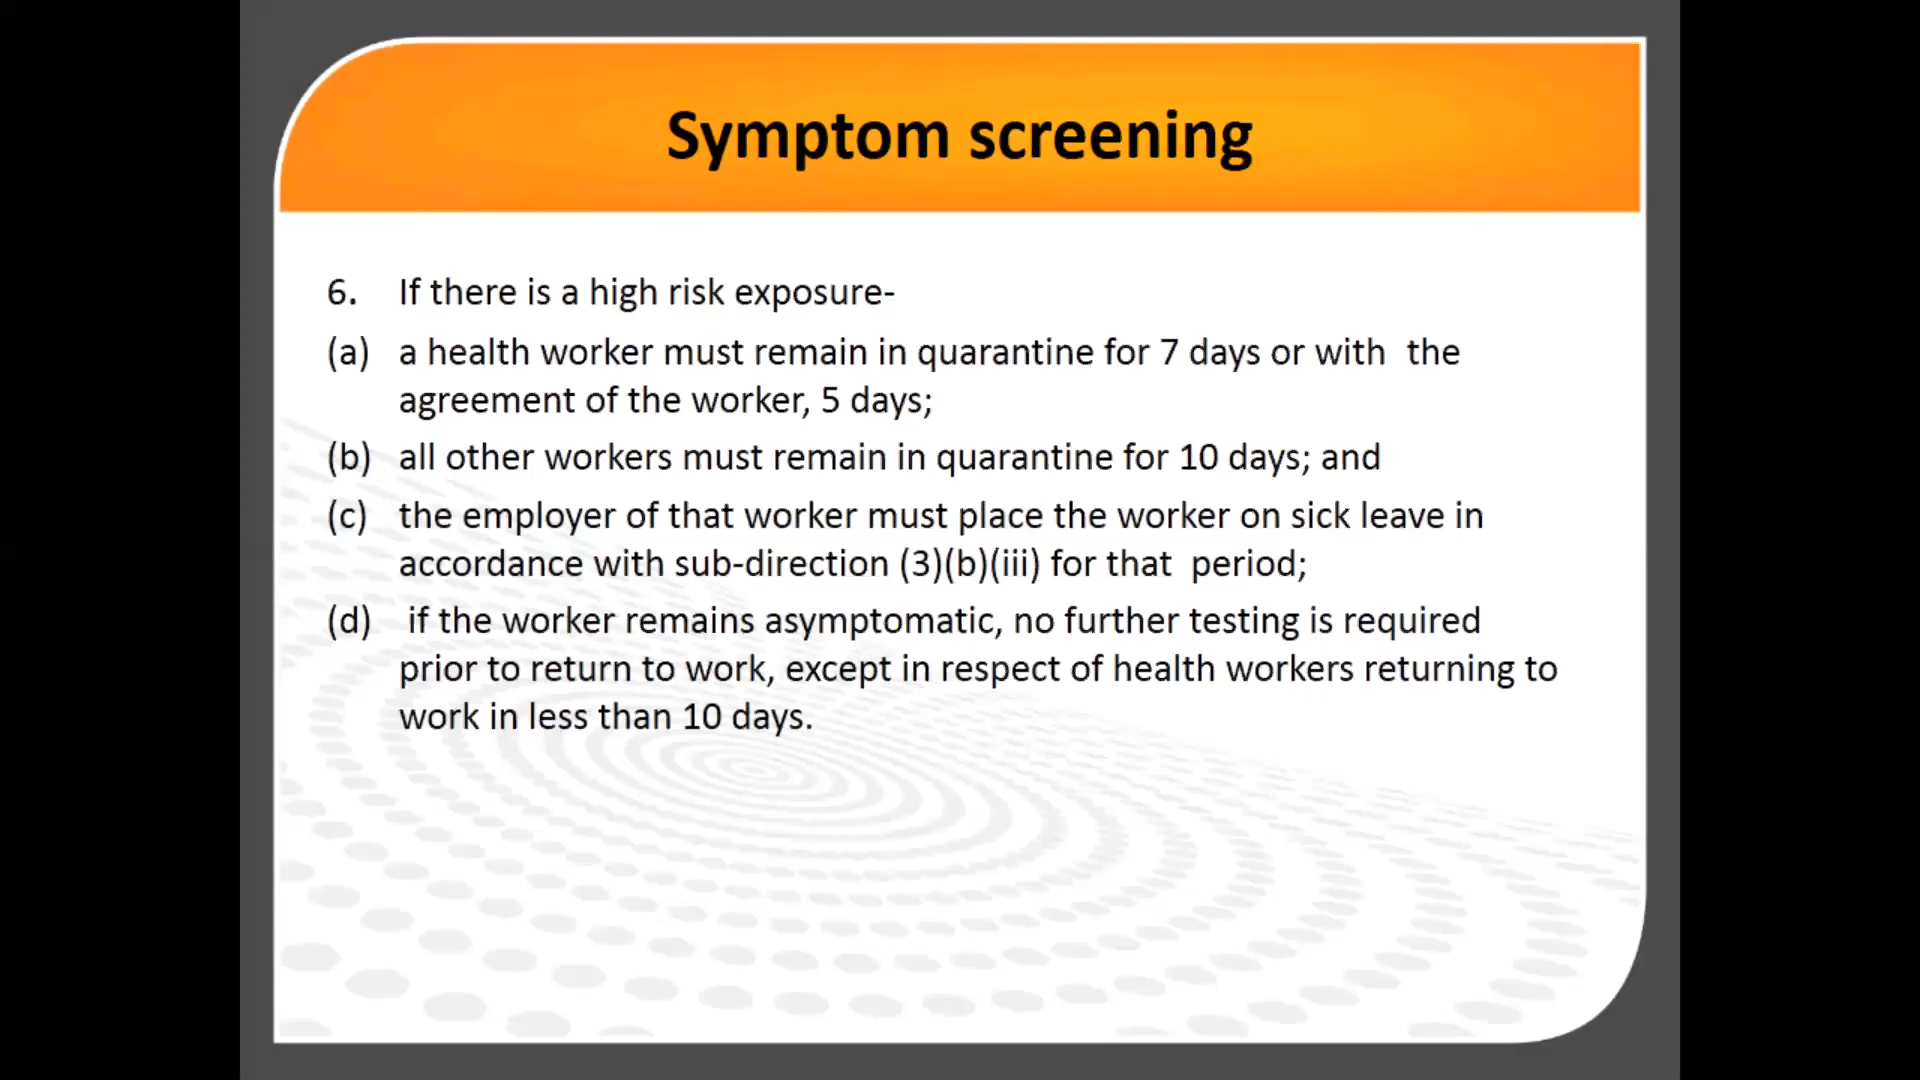 Symptom screening
6. If there is a high risk exposure-
(a) a health worker must remain in quarantine for 7 days or with the
agreement of the worker, 5 days;
(b) all other workers must remain in quarantine for 10 days; and
(c) the employer of that worker must place the worker on sick leave in
accordance with sub-direction (3)(b)(iii) for that period;
(d) if the worker remains asymptomatic, no further testing is required
prior to return to work, except in respect of health workers returning to
work in less than 10 days.